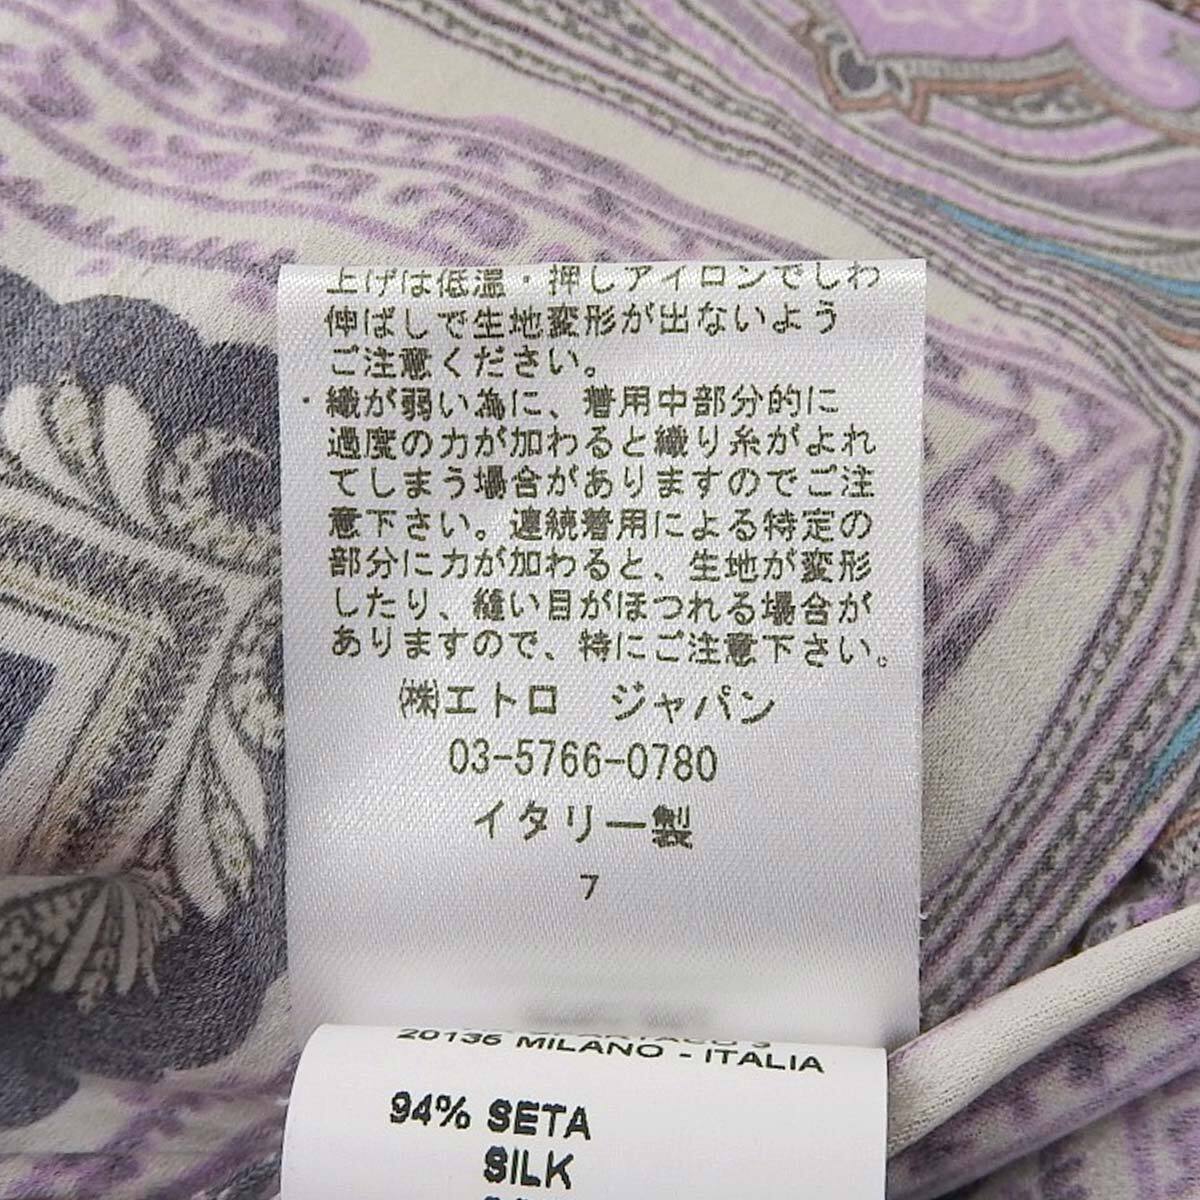 上げは低温・押しアイロンでしわ
伸ばしで生地変形が出ないよう
ご注意ください。
・織が弱い為に、着用中部分的に
過度の力が加わると織り糸がよれ
てしまう場合がありますのでご注
意下さい。連続着用による特定の
部分に力が加わると、生地が変形
したり、縫い目がほつれる場合が
ありますので、特にご注意下さい。
㈱エトロ ジャパン
03-5766-0780
イタリー製
7
20135 MILANO - ITALIA
94% SETA
SILK